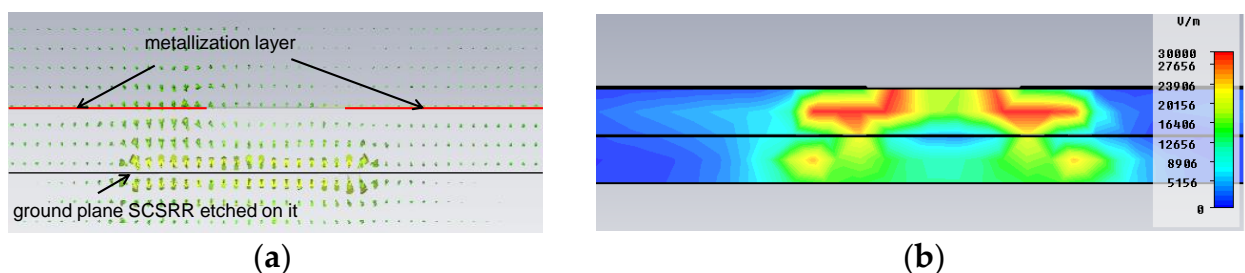 metallization layer
ground plane SCSRR etched on it
(a)
V/m
30000
27656
23906
20156
16406
12656
8906
5156
0
(b)